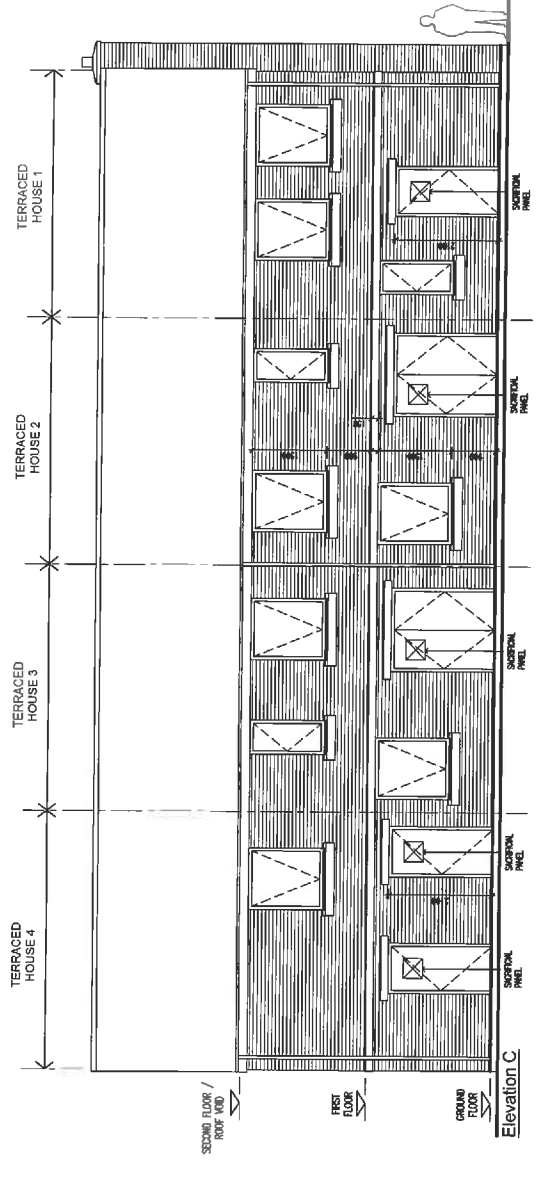 TERRACED
HOUSE 4
TERRACED
HOUSE 3
TERRACED
HOUSE 2
TERRACED
HOUSE 1
SECOND FLOOR /
ROOF VOID
FIRST
FLOOR
GROUND
FLOOR
150
SACRIFICIAL
PANEL
SACRIFICIAL
PANEL
SACRIFICIAL
PANEL
SACRIFICIAL
PANEL
SACRIFICIAL
PANEL
Elevation C